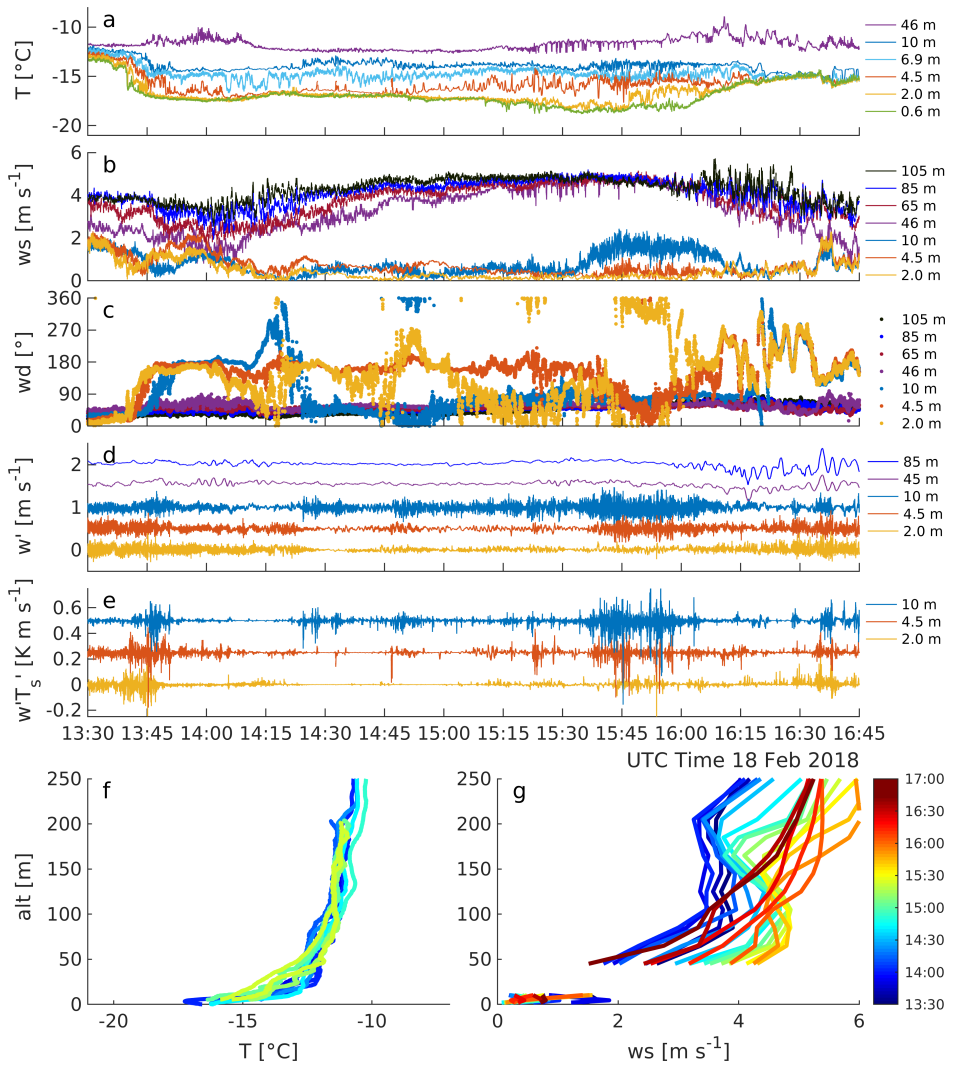 a
T [°C]
-10
-15
-20
46 m
10 m
6.9 m
4.5 m
2.0 m
0.6 m
b
ws [m s-1]
6
4
2
0
105 m
85 m
65 m
46 m
10 m
4.5 m
2.0 m
c
wd [°]
360
270
180
90
0
105 m
85 m
65 m
46 m
10 m
4.5 m
2.0 m
d
w' [m s-1]
2
1
0
85 m
45 m
10 m
4.5 m
2.0 m
e
w'Ts' [K m s-1]
0.6
0.4
0.2
0
-0.2
10 m
4.5 m
2.0 m
13:30 13:45 14:00 14:15 14:30 14:45 15:00 15:15 15:30 15:45 16:00 16:15 16:30 16:45
UTC Time 18 Feb 2018
f
alt [m]
250
200
150
100
50
0
-20 -15 -10
T [°C]
g
250
200
150
100
50
0
0 2 4 6
ws [m s-1]
17:00
16:30
16:30
16:00
15:30
15:00
14:30
14:00
13:30